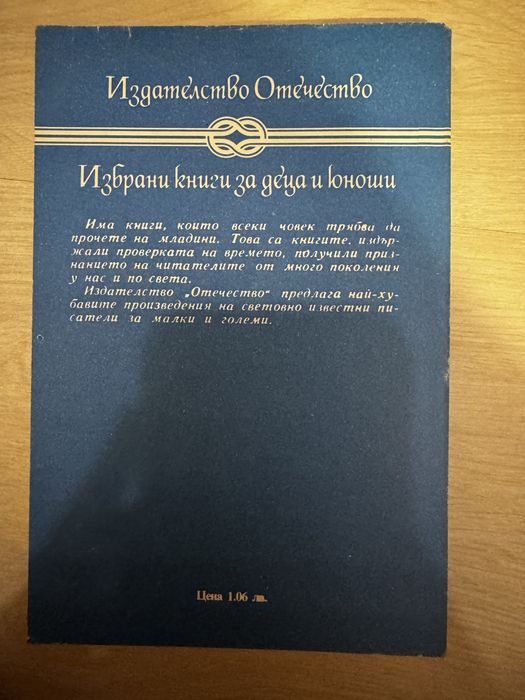 Издателство Отечество
Избрани книги за деца и юноши
Има книги, които всеки човек трябва да
прочете на младини. Това са книгите, издър-
жали проверката на времето, получили приз-
нанието на читателите от много поколения
у нас и по света.
Издателство „Отечество“ предлага най-ху-
бавите произведения на световно известни пи-
сатели за малки и големи.
Цена 1.06 лв.